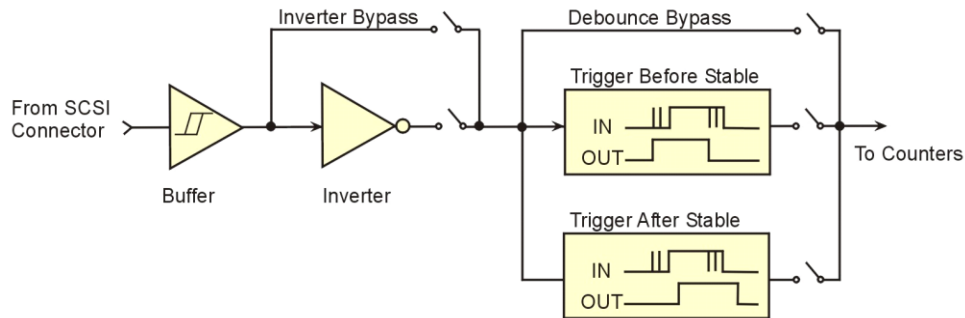 Inverter Bypass
Debounce Bypass
From SCSI
Connector
Trigger Before Stable
IN
OUT
To Counters
Buffer
Inverter
Trigger After Stable
IN
OUT